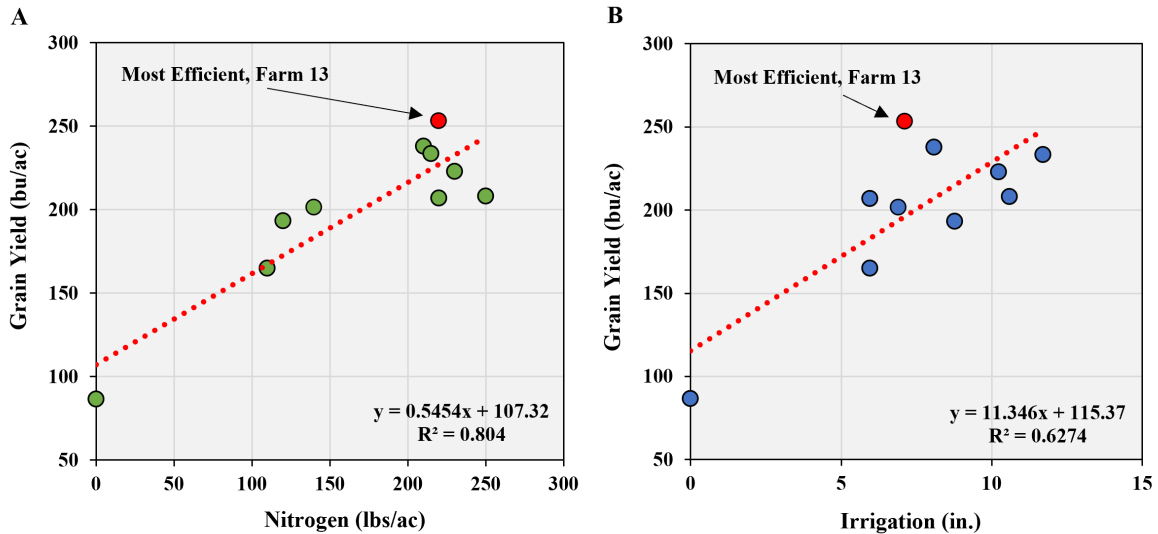 A
300
250
200
150
100
50
0
50
100
150
200
250
300
Grain Yield (bu/ac)
Nitrogen (lbs/ac)
Most Efficient, Farm 13
y = 0.5454x + 107.32
R² = 0.804
B
300
250
200
150
100
50
0
5
10
15
Grain Yield (bu/ac)
Irrigation (in.)
Most Efficient, Farm 13
y = 11.346x + 115.37
R² = 0.6274